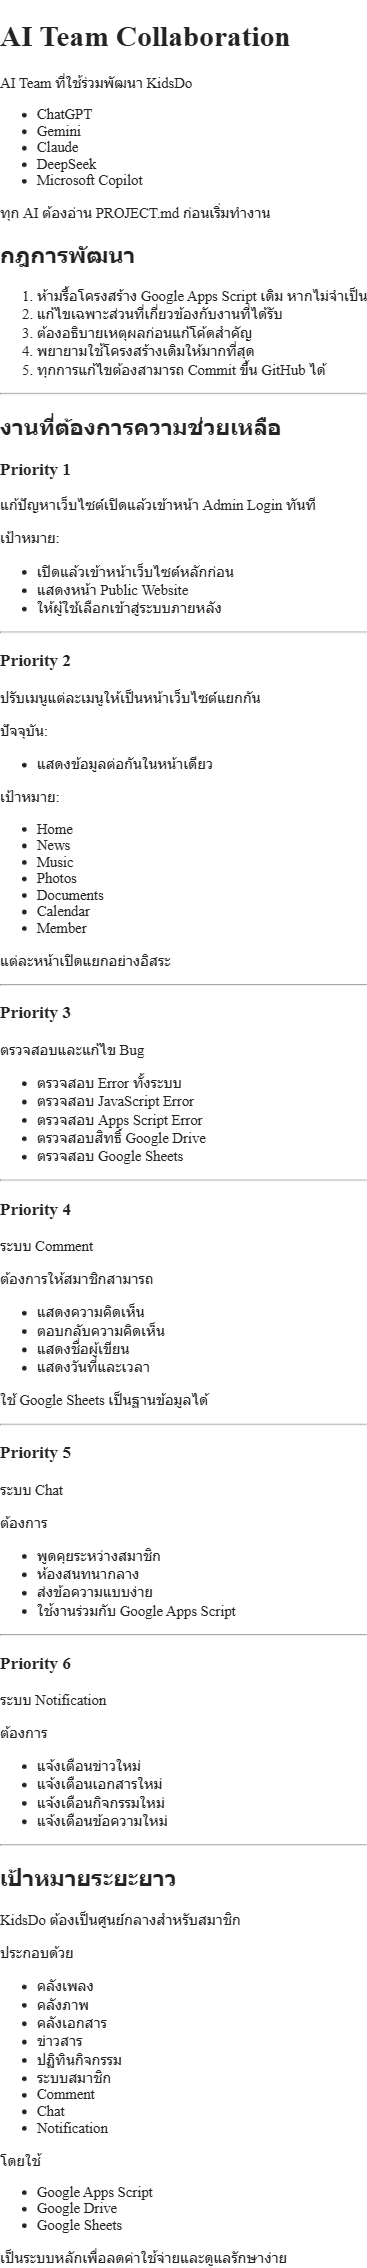 AI Team Collaboration
AI Team ที่ใช้ร่วมพัฒนา KidsDo
ChatGPT
Gemini
Claude
DeepSeek
Microsoft Copilot
ทุก AI ต้องอ่าน PROJECT.md ก่อนเริ่มทำงาน
กฎการพัฒนา
1. ห้ามรื้อโครงสร้าง Google Apps Script เดิม หากไม่จำเป็น
2. แก้ไขเฉพาะส่วนที่เกี่ยวข้องกับงานที่ได้รับ
3. ต้องอธิบายเหตุผลก่อนแก้โค้ดสำคัญ
4. พยายามใช้โครงสร้างเดิมให้มากที่สุด
5. ทุกการแก้ไขต้องสามารถ Commit ขึ้น GitHub ได้
งานที่ต้องการความช่วยเหลือ
Priority 1
แก้ปัญหาเว็บไซต์เปิดแล้วเข้าหน้า Admin Login ทันที
เป้าหมาย:
เปิดแล้วเข้าหน้าเว็บไซต์หลักก่อน
แสดงหน้า Public Website
ให้ผู้ใช้เลือกเข้าสู่ระบบภายหลัง
Priority 2
ปรับเมนูแต่ละเมนูให้เป็นหน้าเว็บไซต์แยกกัน
ปัจจุบัน:
แสดงข้อมูลต่อกันในหน้าเดียว
เป้าหมาย:
Home
News
Music
Photos
Documents
Calendar
Member
แต่ละหน้าเปิดแยกอย่างอิสระ
Priority 3
ตรวจสอบและแก้ไข Bug
ตรวจสอบ Error ทั้งระบบ
ตรวจสอบ JavaScript Error
ตรวจสอบ Apps Script Error
ตรวจสอบสิทธิ์ Google Drive
ตรวจสอบ Google Sheets
Priority 4
ระบบ Comment
ต้องการให้สมาชิกสามารถ
แสดงความคิดเห็น
ตอบกลับความคิดเห็น
แสดงชื่อผู้เขียน
แสดงวันที่และเวลา
ใช้ Google Sheets เป็นฐานข้อมูลได้
Priority 5
ระบบ Chat
ต้องการ
พูดคุยระหว่างสมาชิก
ห้องสนทนากลาง
ส่งข้อความแบบง่าย
ใช้งานร่วมกับ Google Apps Script
Priority 6
ระบบ Notification
ต้องการ
แจ้งเตือนข่าวใหม่
แจ้งเตือนเอกสารใหม่
แจ้งเตือนกิจกรรมใหม่
แจ้งเตือนข้อความใหม่
เป้าหมายระยะยาว
KidsDo ต้องเป็นศูนย์กลางสำหรับสมาชิก
ประกอบด้วย
คลังเพลง
คลังภาพ
คลังเอกสาร
ข่าวสาร
ปฏิทินกิจกรรม
ระบบสมาชิก
Comment
Chat
Notification
โดยใช้
Google Apps Script
Google Drive
Google Sheets
เป็นระบบหลักเพื่อลดค่าใช้จ่ายและดูแลรักษาง่าย